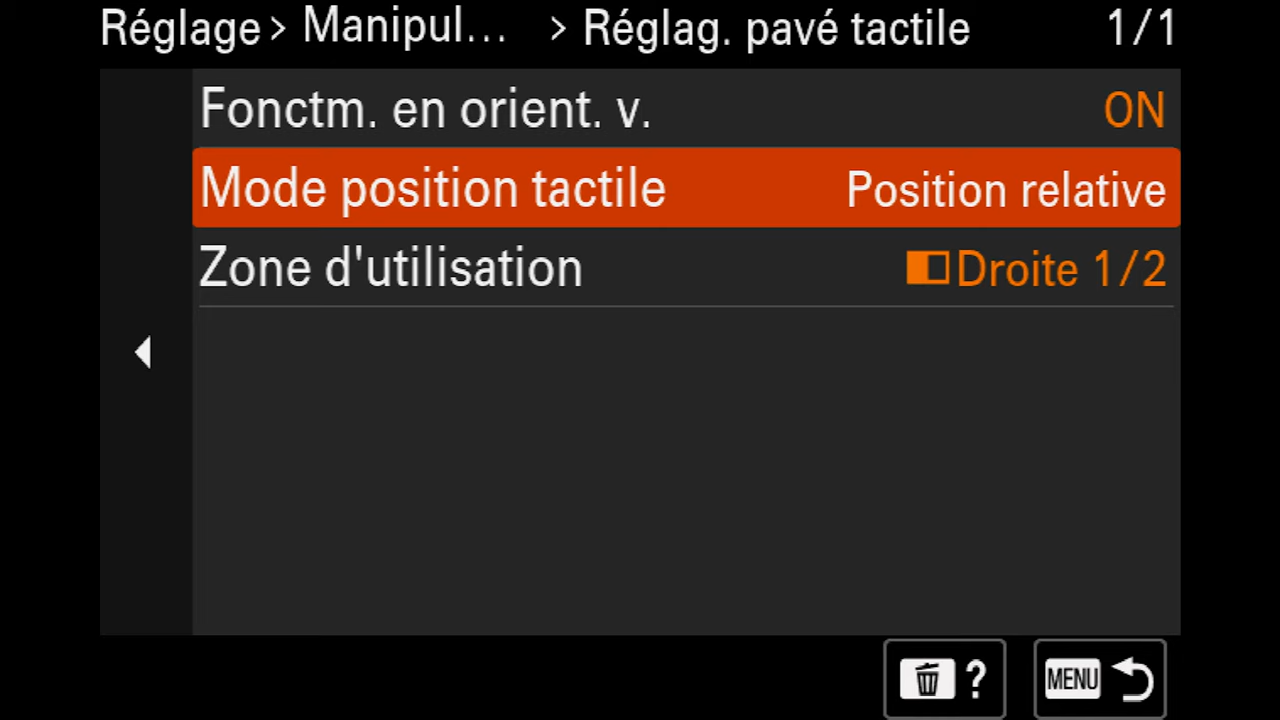 Réglage > Manipul... > Réglag. pavé tactile 1/1
Fonctm. en orient. v. ON
Mode position tactile Position relative
Zone d'utilisation Droite 1/2
?
MENU